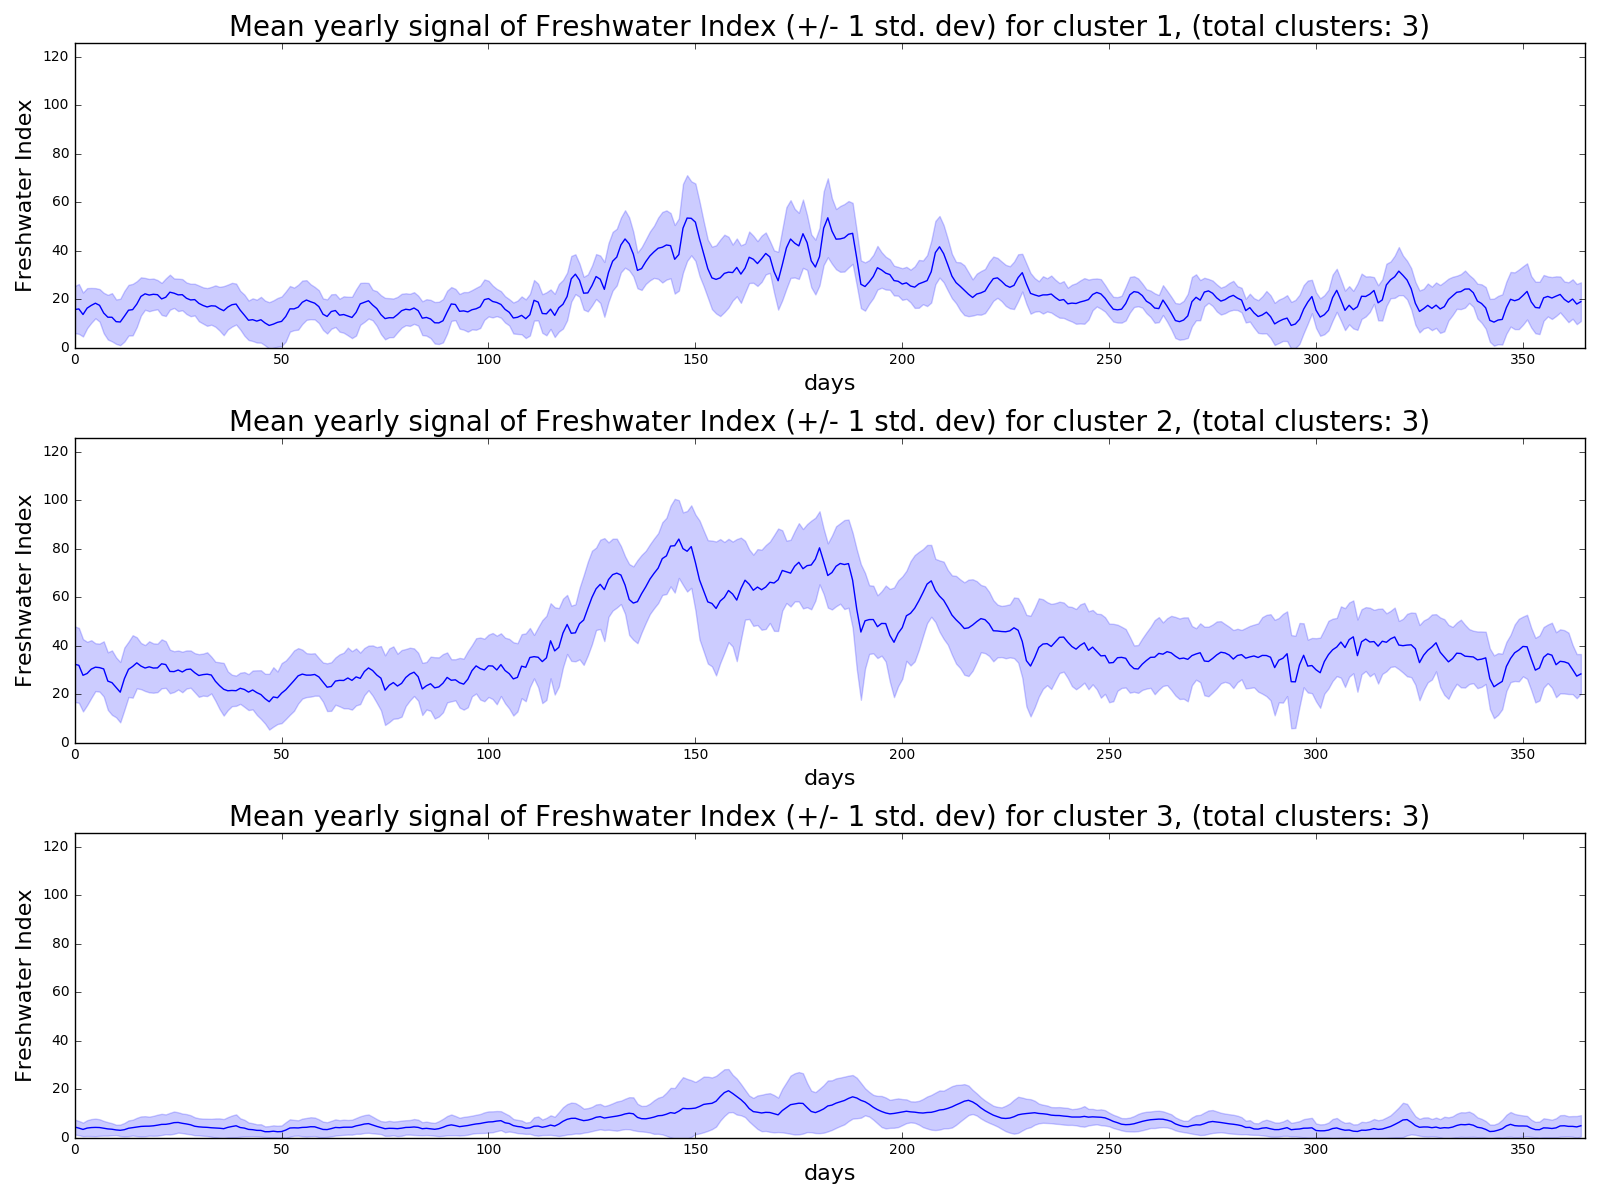 Mean yearly signal of Freshwater Index (+/- 1 std. dev) for cluster 1, (total clusters: 3)
120
100
80
60
40
20
0
Freshwater Index
0 50 100 150 200 250 300 350
days
Mean yearly signal of Freshwater Index (+/- 1 std. dev) for cluster 2, (total clusters: 3)
120
100
80
60
40
20
0
Freshwater Index
0 50 100 150 200 250 300 350
days
Mean yearly signal of Freshwater Index (+/- 1 std. dev) for cluster 3, (total clusters: 3)
120
100
80
60
40
20
0
Freshwater Index
0 50 100 150 200 250 300 350
days